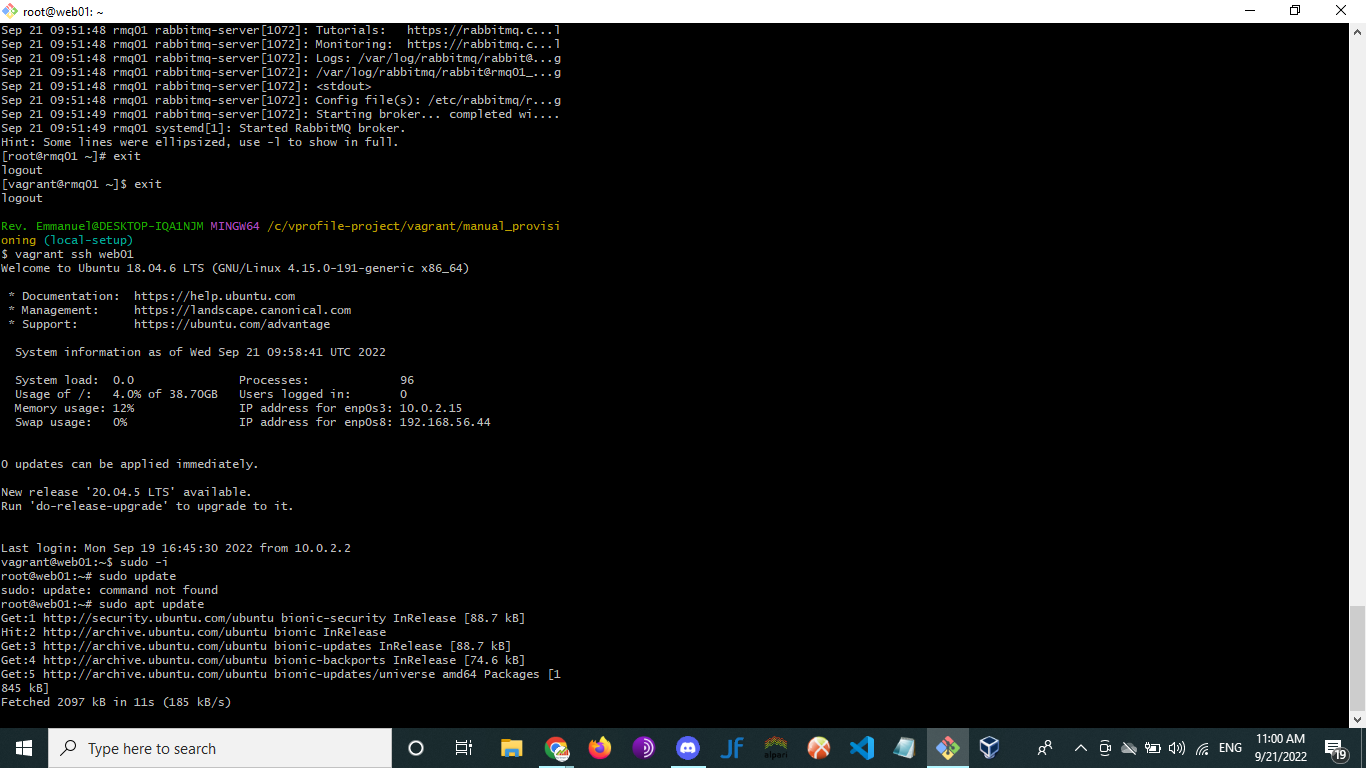 root@web01: ~
Sep 21 09:51:48 rmq01 rabbitmq-server[1072]: Tutorials:   https://rabbitmq.c...l
Sep 21 09:51:48 rmq01 rabbitmq-server[1072]: Monitoring:  https://rabbitmq.c...l
Sep 21 09:51:48 rmq01 rabbitmq-server[1072]: Logs: /var/log/rabbitmq/rabbit@...g
Sep 21 09:51:48 rmq01 rabbitmq-server[1072]: /var/log/rabbitmq/rabbit@rmq01_...g
Sep 21 09:51:48 rmq01 rabbitmq-server[1072]: <stdout>
Sep 21 09:51:48 rmq01 rabbitmq-server[1072]: Config file(s): /etc/rabbitmq/r...g
Sep 21 09:51:49 rmq01 rabbitmq-server[1072]: Starting broker... completed wi....
Sep 21 09:51:49 rmq01 systemd[1]: Started RabbitMQ broker.
Hint: Some lines were ellipsized, use -l to show in full.
[root@rmq01 ~]# exit
logout
[vagrant@rmq01 ~]$ exit
logout
Rev. Emmanuel@DESKTOP-IQA1NJM MINGW64 /c/vprofile-project/vagrant/manual_provisi
oning (local-setup)
$ vagrant ssh web01
Welcome to Ubuntu 18.04.6 LTS (GNU/Linux 4.15.0-191-generic x86_64)
 * Documentation:  https://help.ubuntu.com
 * Management:     https://landscape.canonical.com
 * Support:        https://ubuntu.com/advantage
  System information as of Wed Sep 21 09:58:41 UTC 2022
  System load:  0.0               Processes:             96
  Usage of /:   4.0% of 38.70GB   Users logged in:       0
  Memory usage: 12%               IP address for enp0s3: 10.0.2.15
  Swap usage:   0%                IP address for enp0s8: 192.168.56.44
0 updates can be applied immediately.
New release '20.04.5 LTS' available.
Run 'do-release-upgrade' to upgrade to it.
Last login: Mon Sep 19 16:45:30 2022 from 10.0.2.2
vagrant@web01:~$ sudo -i
root@web01:~# sudo update
sudo: update: command not found
root@web01:~# sudo apt update
Get:1 http://security.ubuntu.com/ubuntu bionic-security InRelease [88.7 kB]
Hit:2 http://archive.ubuntu.com/ubuntu bionic InRelease
Get:3 http://archive.ubuntu.com/ubuntu bionic-updates InRelease [88.7 kB]
Get:4 http://archive.ubuntu.com/ubuntu bionic-backports InRelease [74.6 kB]
Get:5 http://archive.ubuntu.com/ubuntu bionic-updates/universe amd64 Packages [1
845 kB]
Fetched 2097 kB in 11s (185 kB/s)
Type here to search
JF
ENG
11:00 AM
9/21/2022
19